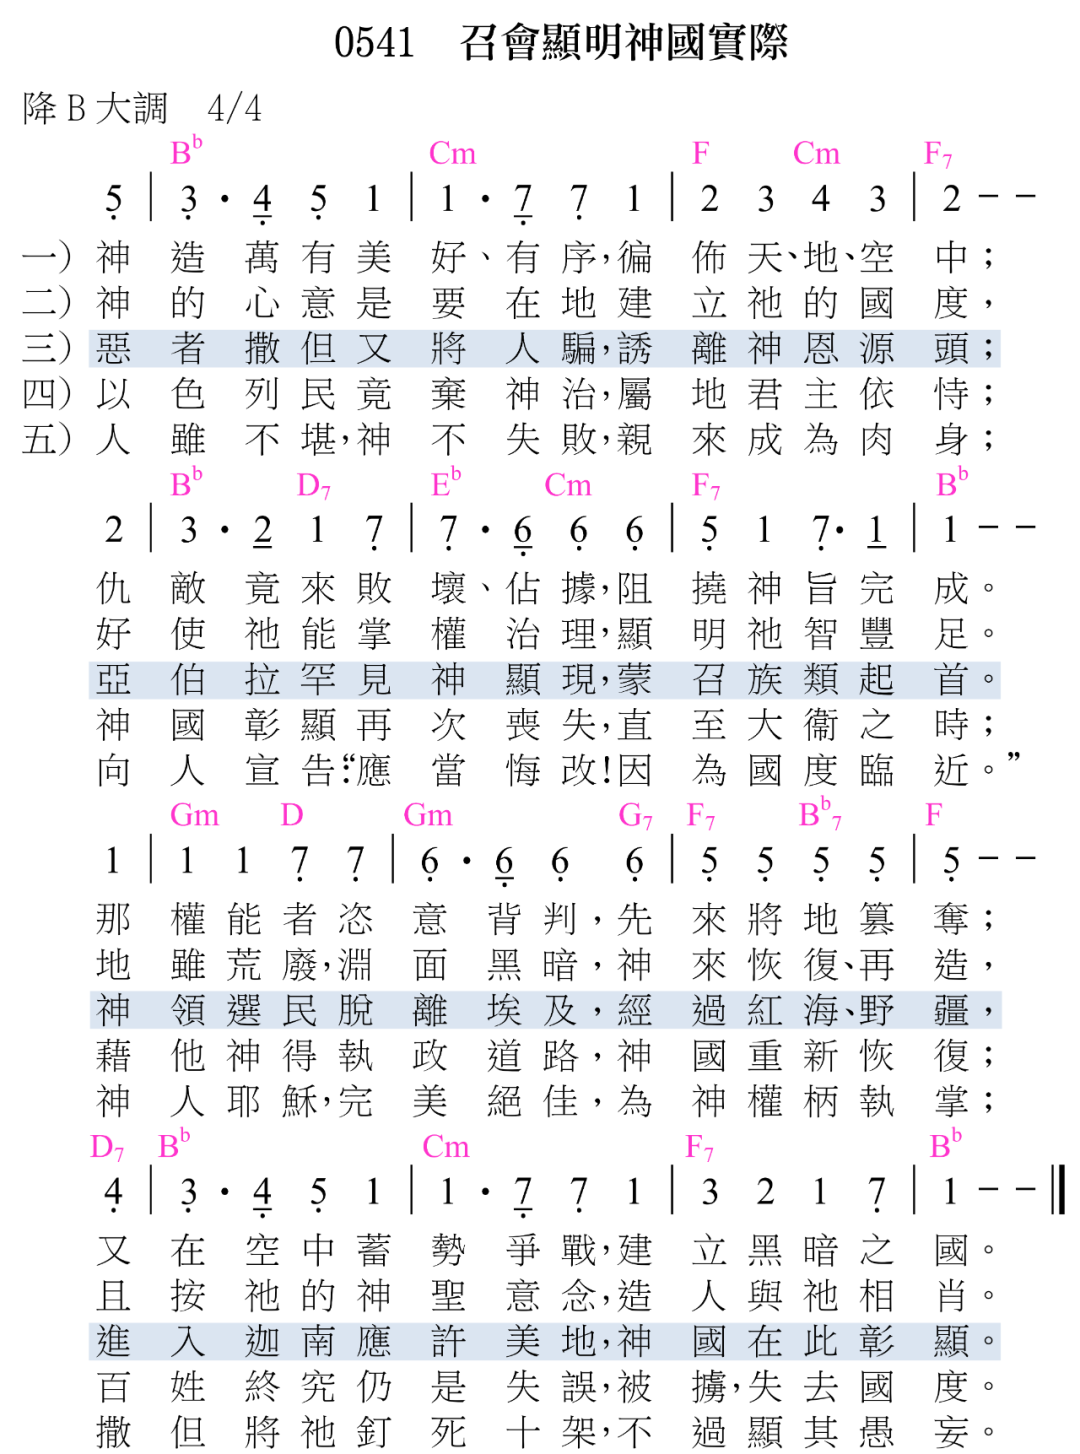 0541　召會顯明神國實際
降 B 大調　4/4
B♭ Cm F Cm F7
5 | 3 · 4 5 1 | 1 · 7 7 1 | 2 3 4 3 | 2 – –
一）神造萬有美好、有序，徧佈天、地、空中；
二）神的心意是要在地建立祂的國度，
三）惡者撒但又將人騙，誘離神恩源頭；
四）以色列民竟棄神治，屬地君主依恃；
五）人雖不堪，神不失敗，親來成為肉身；
B♭ D7 E♭ Cm F7 B♭
2 | 3 · 2 1 7 | 7 · 6 6 6 | 5 1 7· 1 | 1 – –
仇敵竟來敗壞、佔據，阻撓神旨完成。
好使祂能掌權治理，顯明祂智豐足。
亞伯拉罕見神顯現，蒙召族類起首。
神國彰顯再次喪失，直至大衞之時；
向人宣告：“應當悔改！因為國度臨近。”
Gm D Gm G7 F7 B♭7 F
1 | 1 1 7 7 | 6 · 6 6 6 | 5 5 5 5 | 5 – –
那權能者恣意背判，先來將地篡奪；
地雖荒廢，淵面黑暗，神來恢復、再造，
神領選民脫離埃及，經過紅海、野疆，
藉他神得執政道路，神國重新恢復；
神人耶穌，完美絕佳，為神權柄執掌；
D7 B♭ Cm F7 B♭
4 | 3 · 4 5 1 | 1 · 7 7 1 | 3 2 1 7 | 1 – – ‖
又在空中蓄勢爭戰，建立黑暗之國。
且按祂的神聖意念，造人與祂相肖。
進入迦南應許美地，神國在此彰顯。
百姓終究仍是失誤，被擄，失去國度。
撒但將祂釘死十架，不過顯其愚妄。